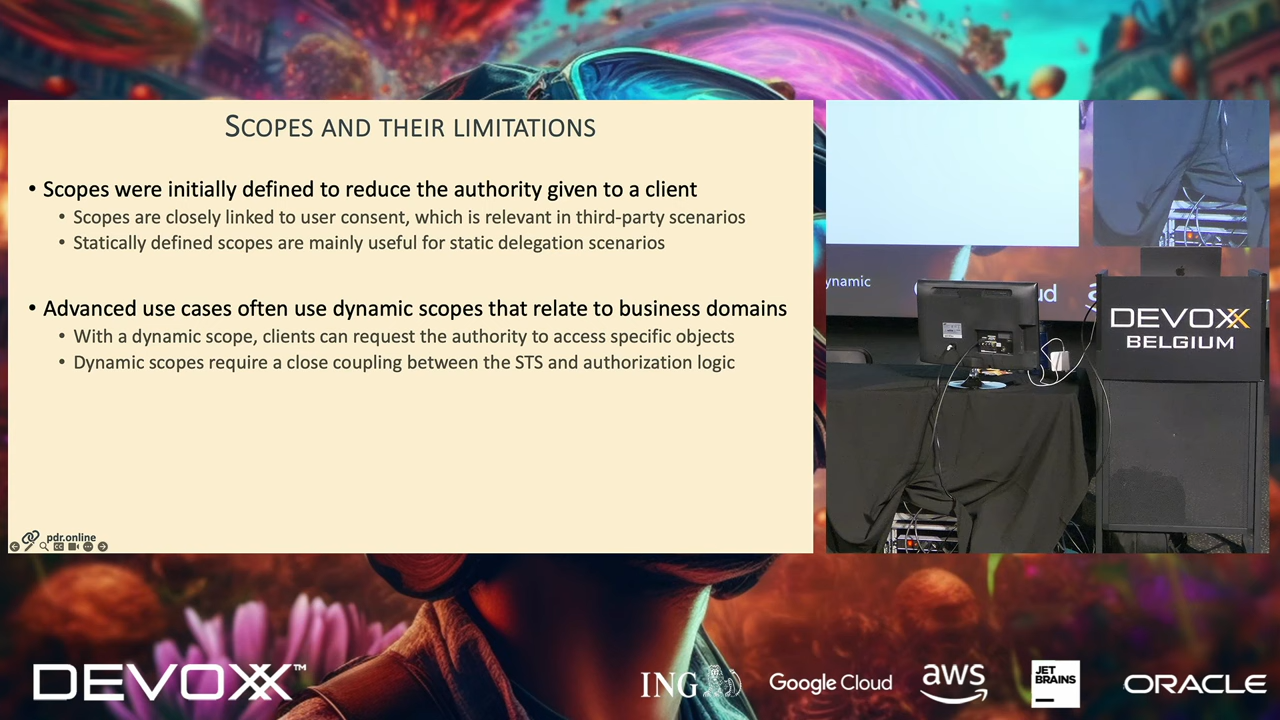 SCOPES AND THEIR LIMITATIONS
• Scopes were initially defined to reduce the authority given to a client
• Scopes are closely linked to user consent, which is relevant in third-party scenarios
• Statically defined scopes are mainly useful for static delegation scenarios
• Advanced use cases often use dynamic scopes that relate to business domains
• With a dynamic scope, clients can request the authority to access specific objects
• Dynamic scopes require a close coupling between the STS and authorization logic
pdr.online
ynamic
ud
DEVOXX
BELGIUM
DEVOXX™
ING
Google Cloud
aws
JET
BRAINS
ORACLE